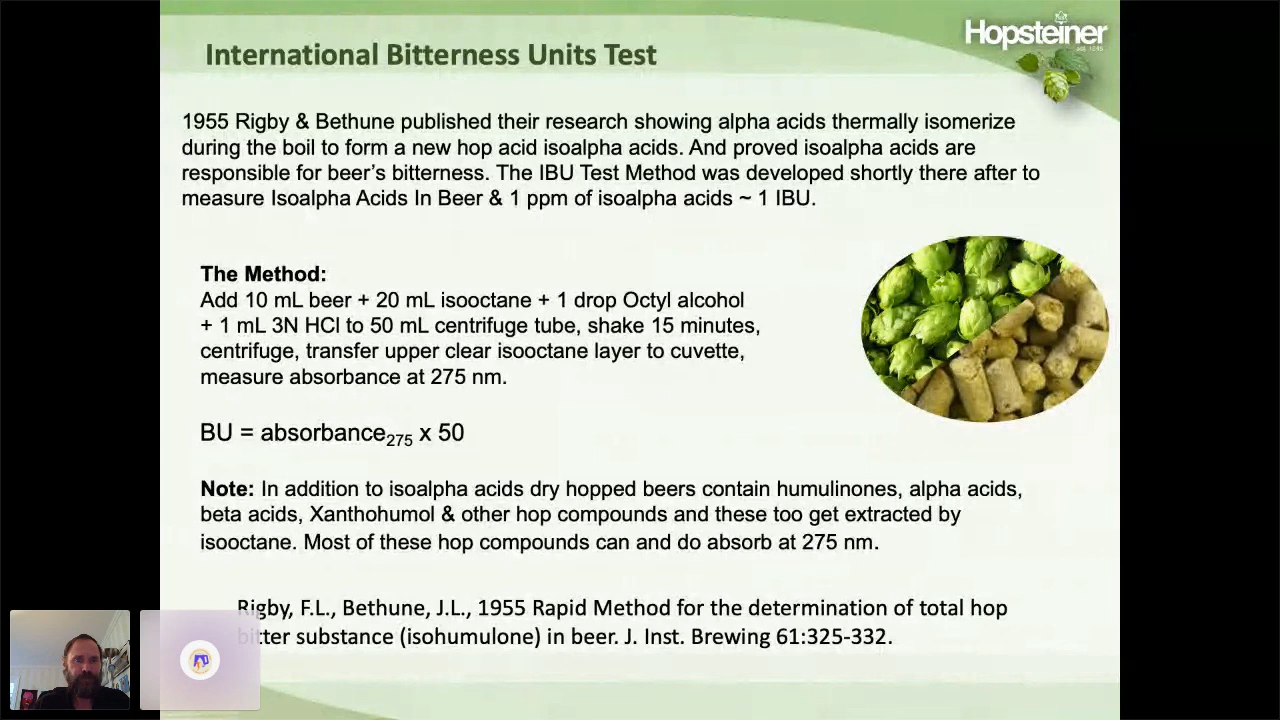 Hopsteiner
International Bitterness Units Test
1955 Rigby & Bethune published their research showing alpha acids thermally isomerize
during the boil to form a new hop acid isoalpha acids. And proved isoalpha acids are
responsible for beer’s bitterness. The IBU Test Method was developed shortly there after to
measure Isoalpha Acids In Beer & 1 ppm of isoalpha acids ~ 1 IBU.
The Method:
Add 10 mL beer + 20 mL isooctane + 1 drop Octyl alcohol
+ 1 mL 3N HCl to 50 mL centrifuge tube, shake 15 minutes,
centrifuge, transfer upper clear isooctane layer to cuvette,
measure absorbance at 275 nm.
BU = absorbance275 x 50
Note: In addition to isoalpha acids dry hopped beers contain humulinones, alpha acids,
beta acids, Xanthohumol & other hop compounds and these too get extracted by
isooctane. Most of these hop compounds can and do absorb at 275 nm.
Rigby, F.L., Bethune, J.L., 1955 Rapid Method for the determination of total hop
bitter substance (isohumulone) in beer. J. Inst. Brewing 61:325-332.